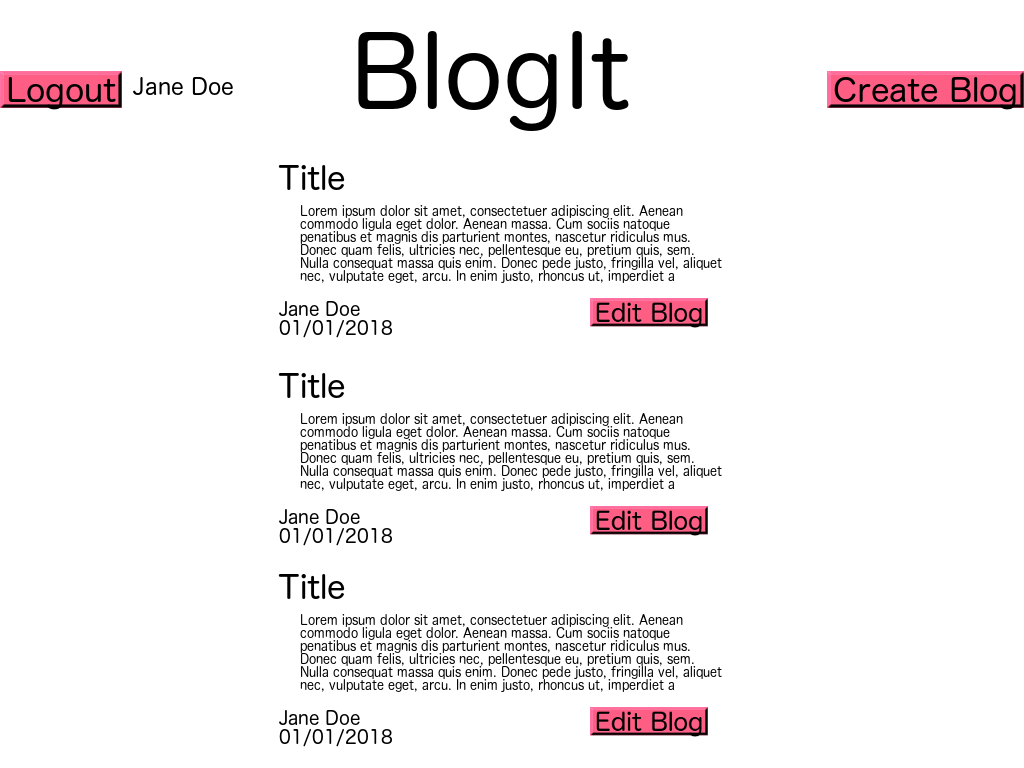 BlogIt
Logout Jane Doe
Create Blog
Title
Lorem ipsum dolor sit amet, consectetuer adipiscing elit. Aenean
commodo ligula eget dolor. Aenean massa. Cum sociis natoque
penatibus et magnis dis parturient montes, nascetur ridiculus mus.
Donec quam felis, ultricies nec, pellentesque eu, pretium quis, sem.
Nulla consequat massa quis enim. Donec pede justo, fringilla vel, aliquet
nec, vulputate eget, arcu. In enim justo, rhoncus ut, imperdiet a
Jane Doe
01/01/2018
Edit Blog
Title
Lorem ipsum dolor sit amet, consectetuer adipiscing elit. Aenean
commodo ligula eget dolor. Aenean massa. Cum sociis natoque
penatibus et magnis dis parturient montes, nascetur ridiculus mus.
Donec quam felis, ultricies nec, pellentesque eu, pretium quis, sem.
Nulla consequat massa quis enim. Donec pede justo, fringilla vel, aliquet
nec, vulputate eget, arcu. In enim justo, rhoncus ut, imperdiet a
Jane Doe
01/01/2018
Edit Blog
Title
Lorem ipsum dolor sit amet, consectetuer adipiscing elit. Aenean
commodo ligula eget dolor. Aenean massa. Cum sociis natoque
penatibus et magnis dis parturient montes, nascetur ridiculus mus.
Donec quam felis, ultricies nec, pellentesque eu, pretium quis, sem.
Nulla consequat massa quis enim. Donec pede justo, fringilla vel, aliquet
nec, vulputate eget, arcu. In enim justo, rhoncus ut, imperdiet a
Jane Doe
01/01/2018
Edit Blog